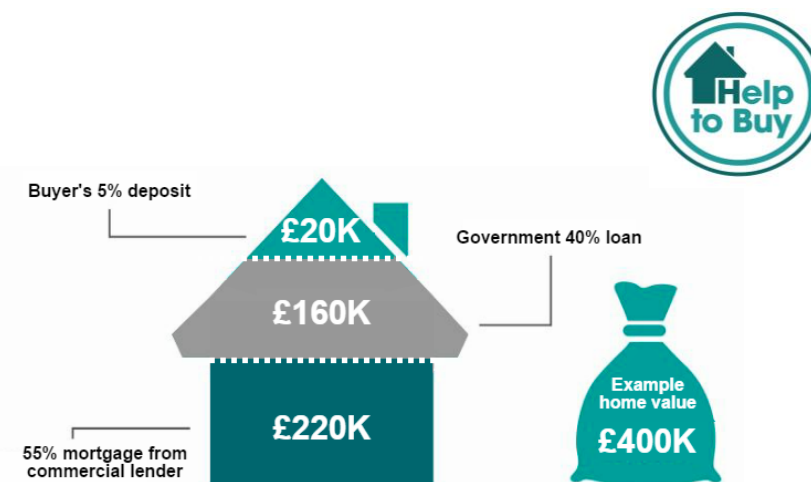 Help
to Buy
Buyer's 5% deposit
£20K
Government 40% loan
£160K
Example
home value
£400K
£220K
55% mortgage from
commercial lender